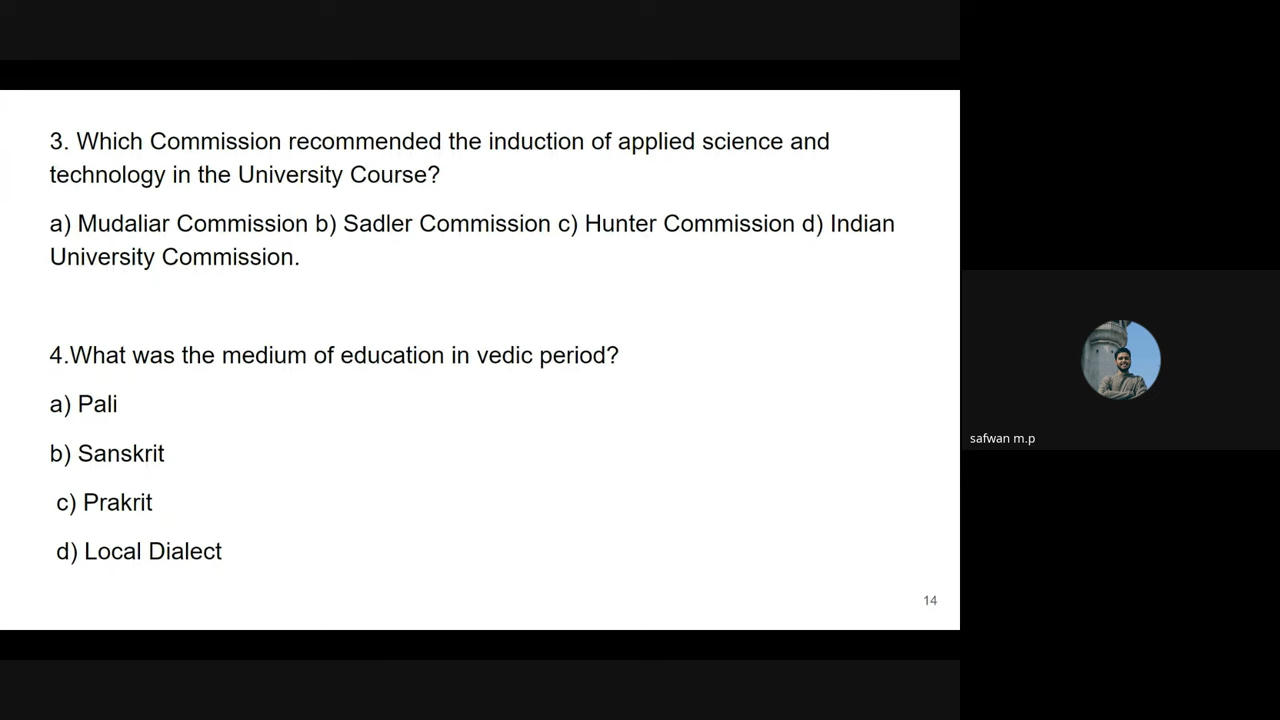 3. Which Commission recommended the induction of applied science and
technology in the University Course?
a) Mudaliar Commission b) Sadler Commission c) Hunter Commission d) Indian
University Commission.
4.What was the medium of education in vedic period?
a) Pali
b) Sanskrit
c) Prakrit
d) Local Dialect
14
safwan m.p